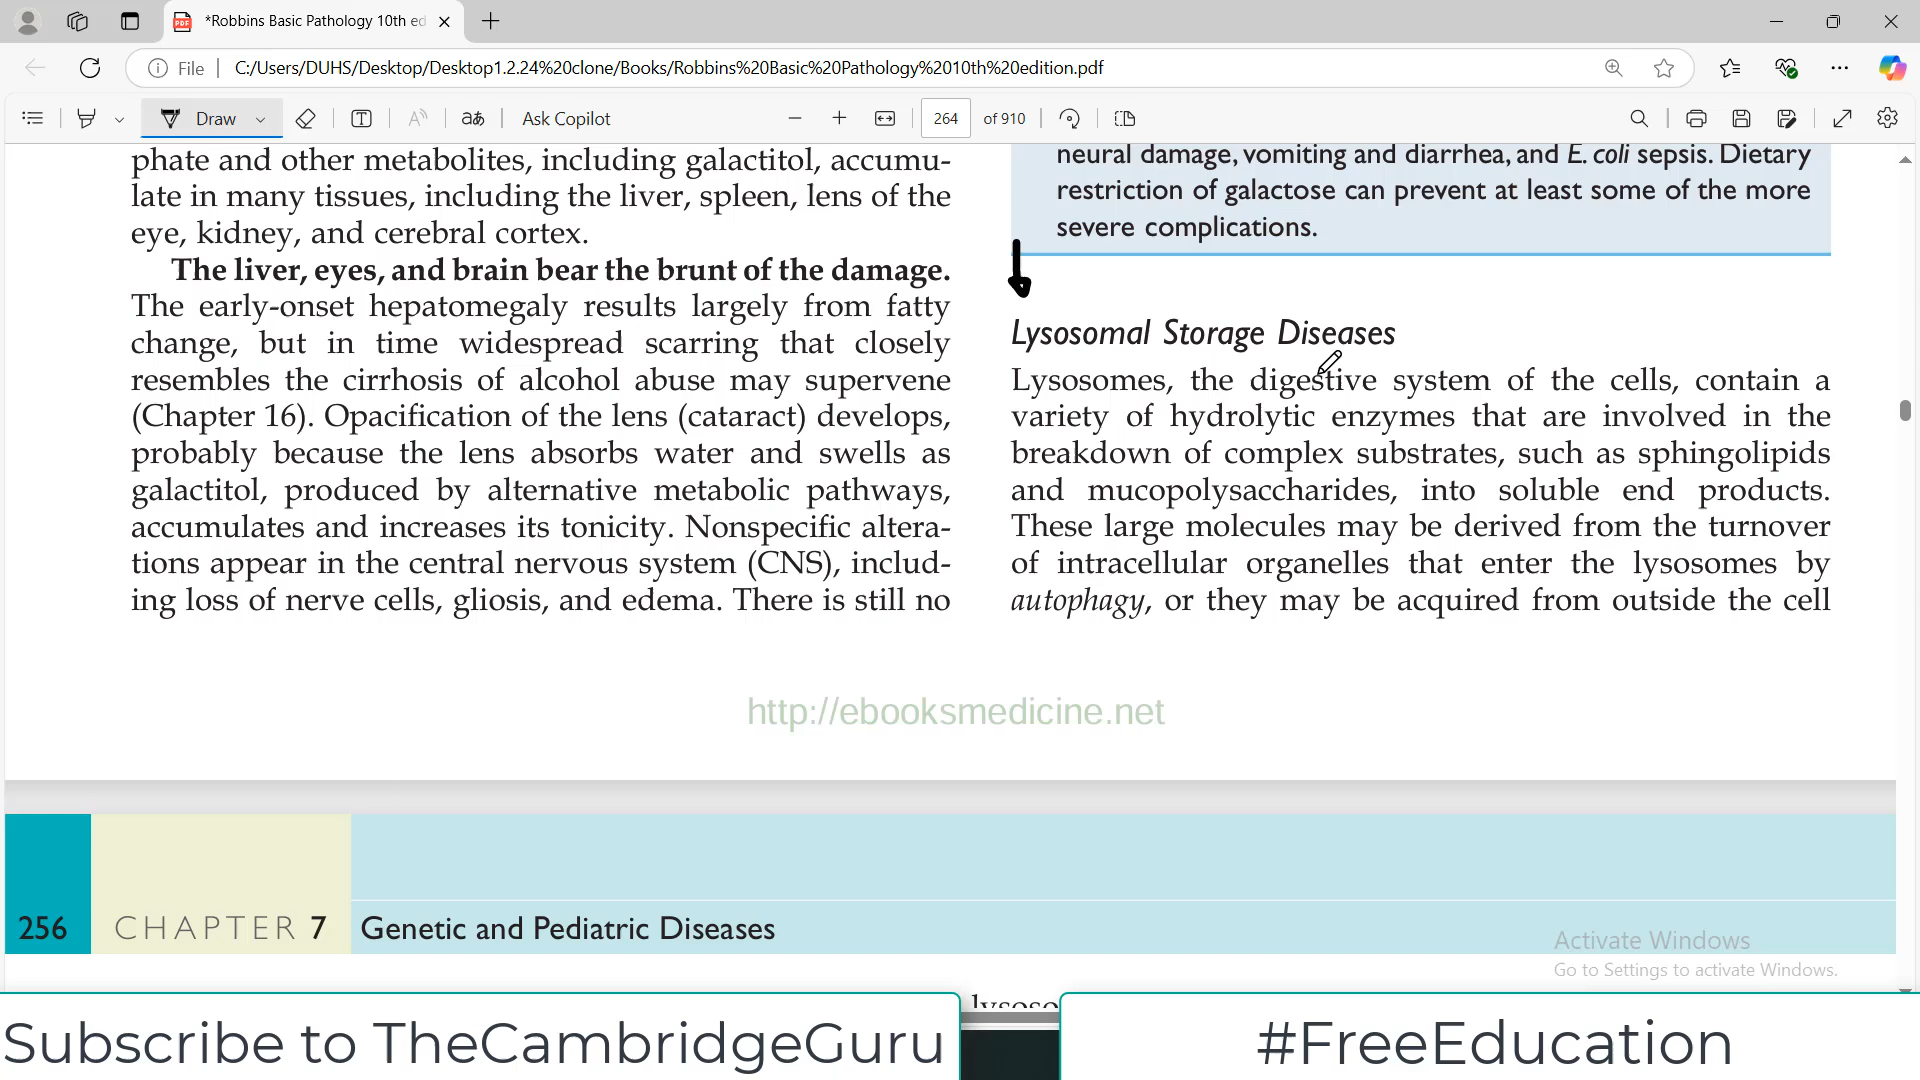 *Robbins Basic Pathology 10th ed
File
C:/Users/DUHS/Desktop/Desktop1.2.24%20clone/Books/Robbins%20Basic%20Pathology%2010th%20edition.pdf
Draw
T
A
aあ
Ask Copilot
264
of 910
phate and other metabolites, including galactitol, accumu-
late in many tissues, including the liver, spleen, lens of the
eye, kidney, and cerebral cortex.
The liver, eyes, and brain bear the brunt of the damage.
The early-onset hepatomegaly results largely from fatty
change, but in time widespread scarring that closely
resembles the cirrhosis of alcohol abuse may supervene
(Chapter 16). Opacification of the lens (cataract) develops,
probably because the lens absorbs water and swells as
galactitol, produced by alternative metabolic pathways,
accumulates and increases its tonicity. Nonspecific altera-
tions appear in the central nervous system (CNS), includ-
ing loss of nerve cells, gliosis, and edema. There is still no
neural damage, vomiting and diarrhea, and E. coli sepsis. Dietary
restriction of galactose can prevent at least some of the more
severe complications.
Lysosomal Storage Diseases
Lysosomes, the digestive system of the cells, contain a
variety of hydrolytic enzymes that are involved in the
breakdown of complex substrates, such as sphingolipids
and mucopolysaccharides, into soluble end products.
These large molecules may be derived from the turnover
of intracellular organelles that enter the lysosomes by
autophagy, or they may be acquired from outside the cell
http://ebooksmedicine.net
256
CHAPTER 7
Genetic and Pediatric Diseases
Activate Windows
Go to Settings to activate Windows.
Subscribe to TheCambridgeGuru
#FreeEducation